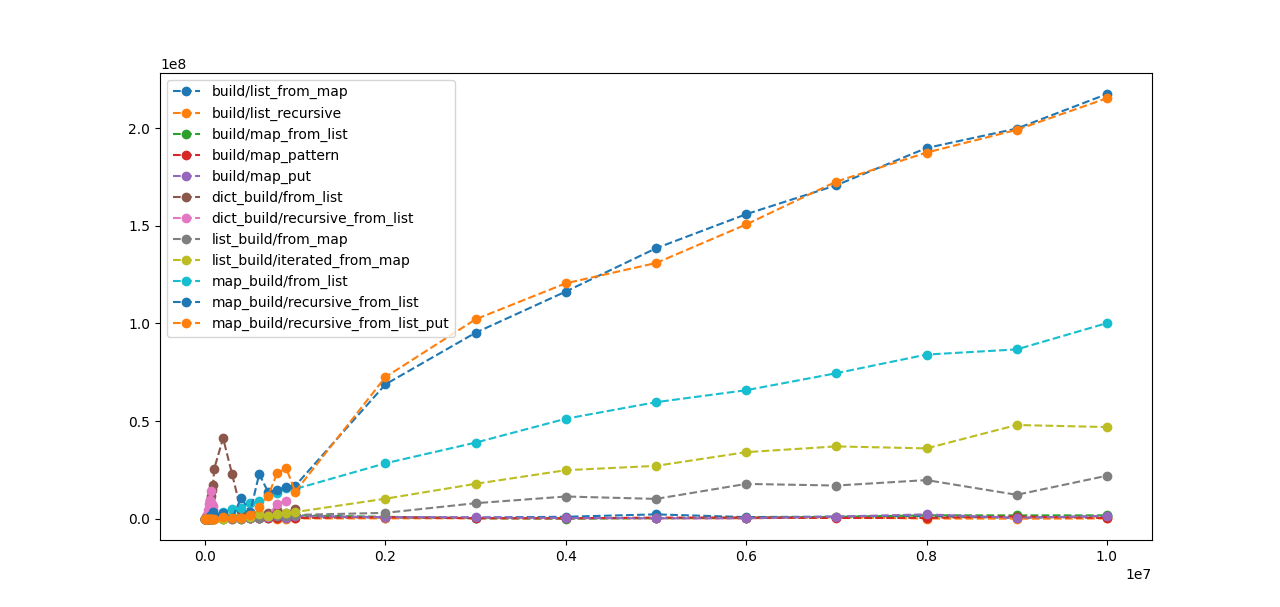 1e8
2.0
1.5
1.0
0.5
0.0
build/list_from_map
build/list_recursive
build/map_from_list
build/map_pattern
build/map_put
dict_build/from_list
dict_build/recursive_from_list
list_build/from_map
list_build/iterated_from_map
map_build/from_list
map_build/recursive_from_list
map_build/recursive_from_list_put
0.0 0.2 0.4 0.6 0.8 1.0
1e7